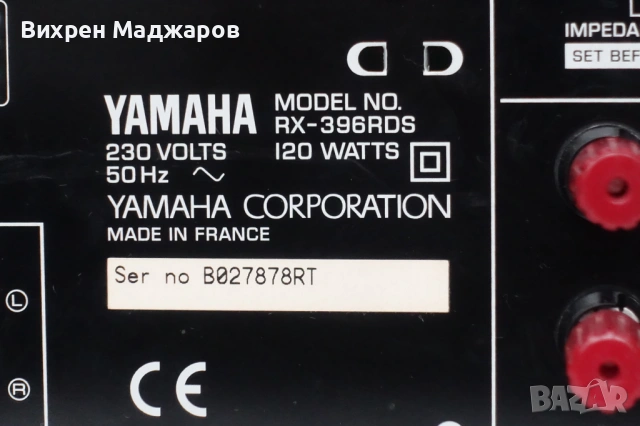 Вихрен Маджаров
IMPEDA
SET BEF
YAMAHA
MODEL NO.
RX-396RDS
230 VOLTS
120 WATTS
50 Hz
YAMAHA CORPORATION
MADE IN FRANCE
Ser no B027878RT
L
R
CE
BAZAR